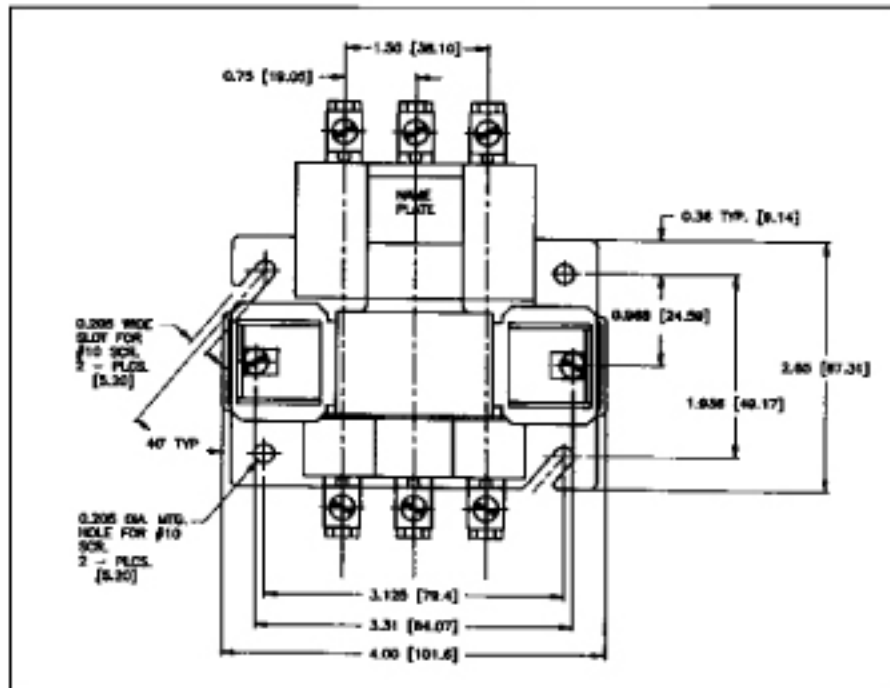 1.50 [38.10]
0.75 [19.05]
NAME
PLATE
0.36 TYP. [9.14]
0.205 WIDE
SLOT FOR
#10 SCR.
2 - PLCS.
[5.20]
0.968 [24.59]
2.65 [67.31]
1.936 [49.17]
40° TYP
0.205 DIA. MTG.
HOLE FOR #10
SCR.
2 - PLCS.
[5.20]
3.125 [79.4]
3.31 [84.07]
4.00 [101.6]